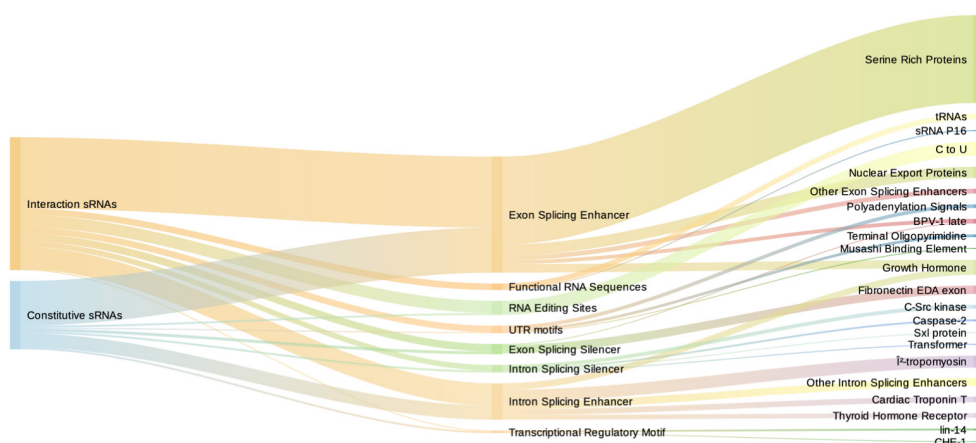 Interaction sRNAs
Constitutive sRNAs
Exon Splicing Enhancer
Functional RNA Sequences
RNA Editing Sites
UTR motifs
Exon Splicing Silencer
Intron Splicing Silencer
Intron Splicing Enhancer
Transcriptional Regulatory Motif
Serine Rich Proteins
tRNAs
sRNA P16
C to U
Nuclear Export Proteins
Other Exon Splicing Enhancers
Polyadenylation Signals
BPV-1 late
Terminal Oligopyrimidine
Musashi Binding Element
Growth Hormone
Fibronectin EDA exon
C-Src kinase
Caspase-2
Sxl protein
Transformer
β-tropomyosin
Other Intron Splicing Enhancers
Cardiac Troponin T
Thyroid Hormone Receptor
lin-14
CHE-1